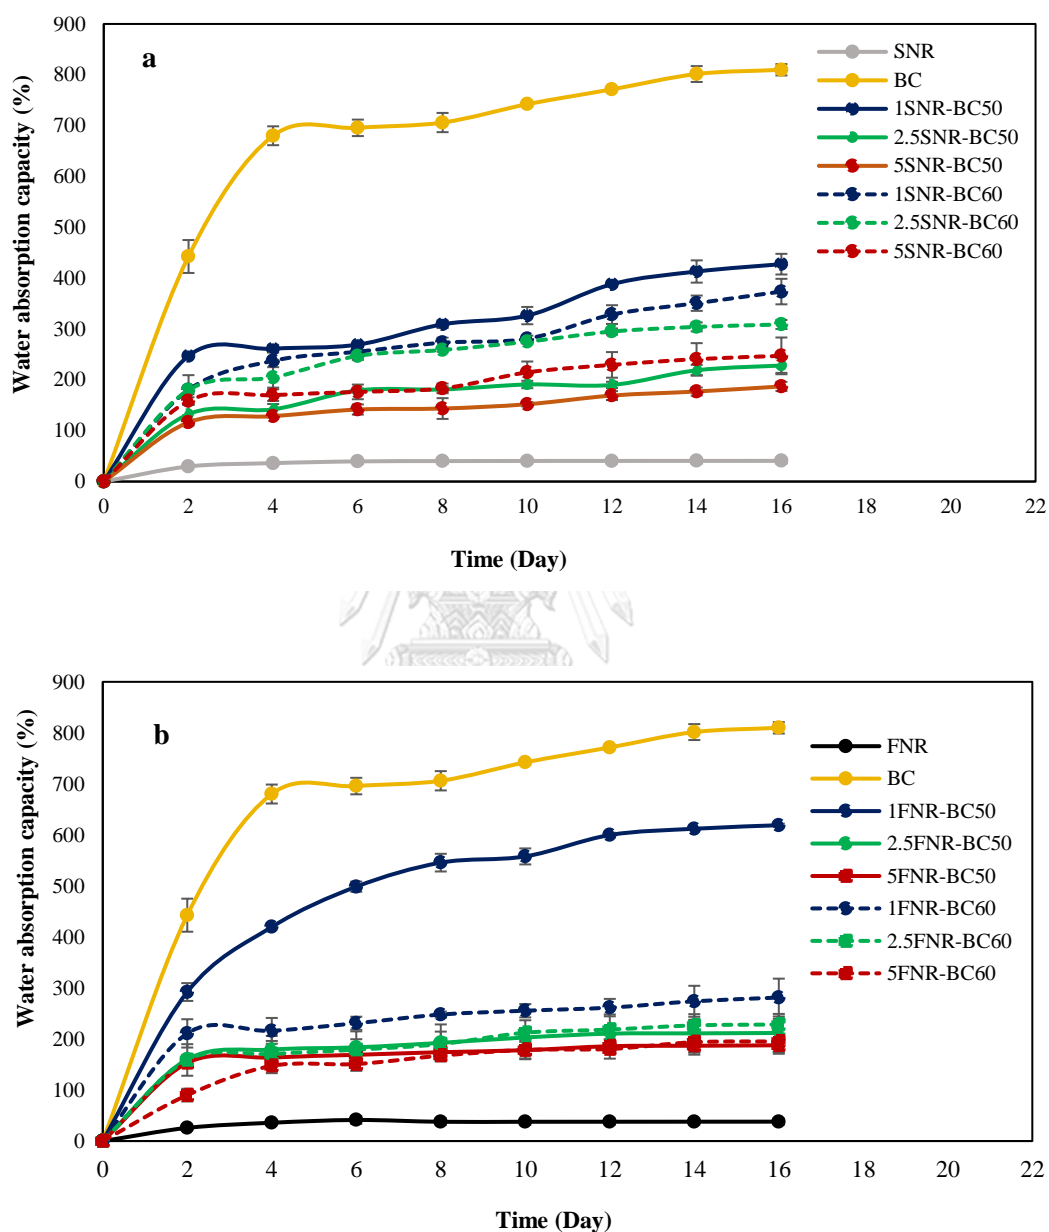 a
Water absorption capacity (%)
900
800
700
600
500
400
300
200
100
0
0 2 4 6 8 10 12 14 16 18 20 22
Time (Day)
SNR
BC
1SNR-BC50
2.5SNR-BC50
5SNR-BC50
1SNR-BC60
2.5SNR-BC60
5SNR-BC60
b
Water absorption capacity (%)
900
800
700
600
500
400
300
200
100
0
0 2 4 6 8 10 12 14 16 18 20 22
Time (Day)
FNR
BC
1FNR-BC50
2.5FNR-BC50
5FNR-BC50
1FNR-BC60
2.5FNR-BC60
5FNR-BC60